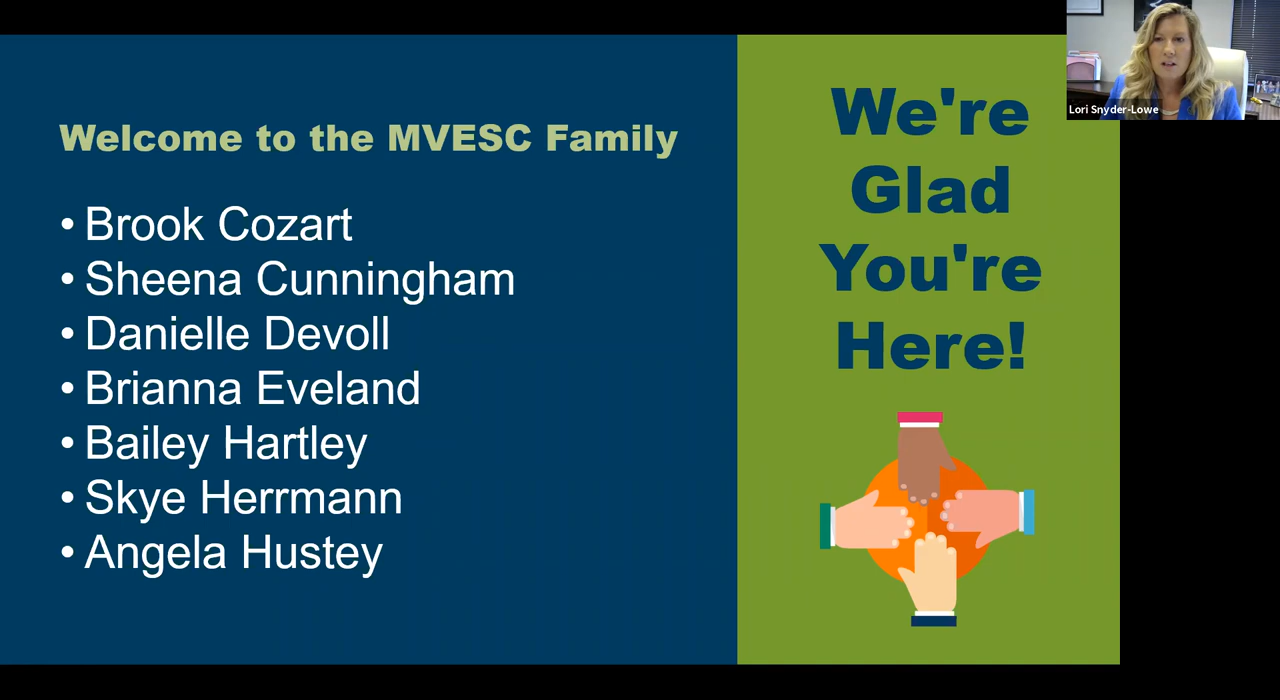 Welcome to the MVESC Family
• Brook Cozart
• Sheena Cunningham
• Danielle Devoll
• Brianna Eveland
• Bailey Hartley
• Skye Herrmann
• Angela Hustey
We're
Glad
You're
Here!
Lori Snyder-Lowe